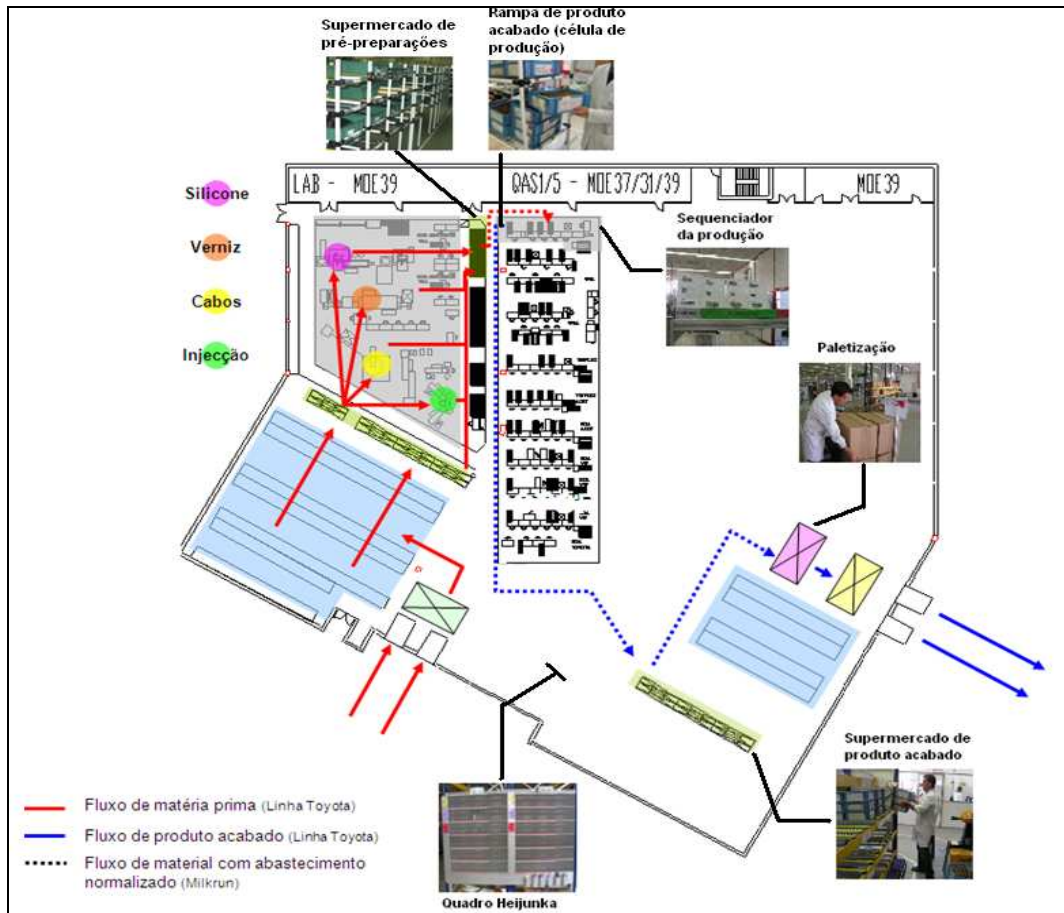 Supermercado de
pré-preparações
Rampa de produto
acabado (célula de
produção)
Silicone
Verniz
Cabos
Injecção
LAB - MOE39
QAS1/5 - MOE37/31/39
MOE39
Sequenciador
da produção
Paletização
Supermercado de
produto acabado
Fluxo de matéria prima (Linha Toyota)
Fluxo de produto acabado (Linha Toyota)
Fluxo de material com abastecimento
normalizado (Milkrun)
Quadro Heijunka